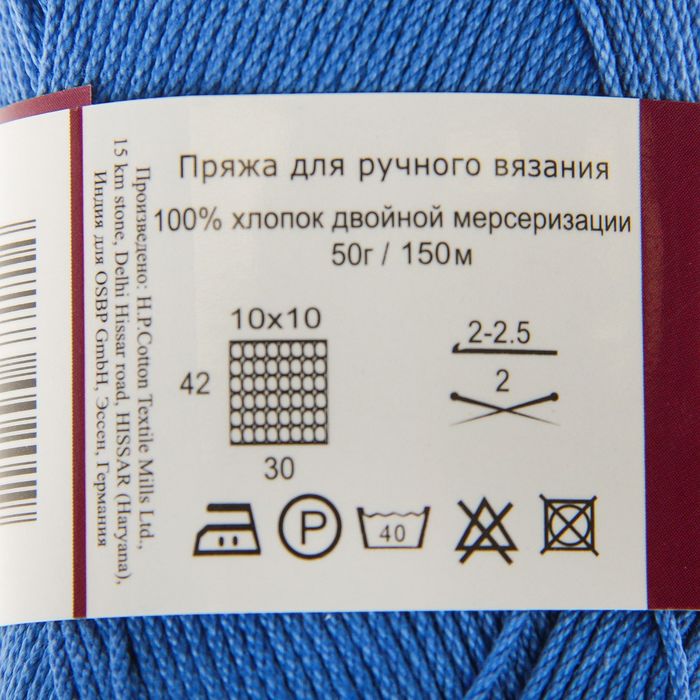 Пряжа для ручного вязания
100% хлопок двойной мерсеризации
50г / 150м
10x10
42
30
2-2.5
2
P
40
Произведено: H.P.Cotton Textile Mills Ltd.,
15 km stone, Delhi Hissar road, HISSAR (Haryana),
Индия для OSBP GmbH, Эссен, Германия